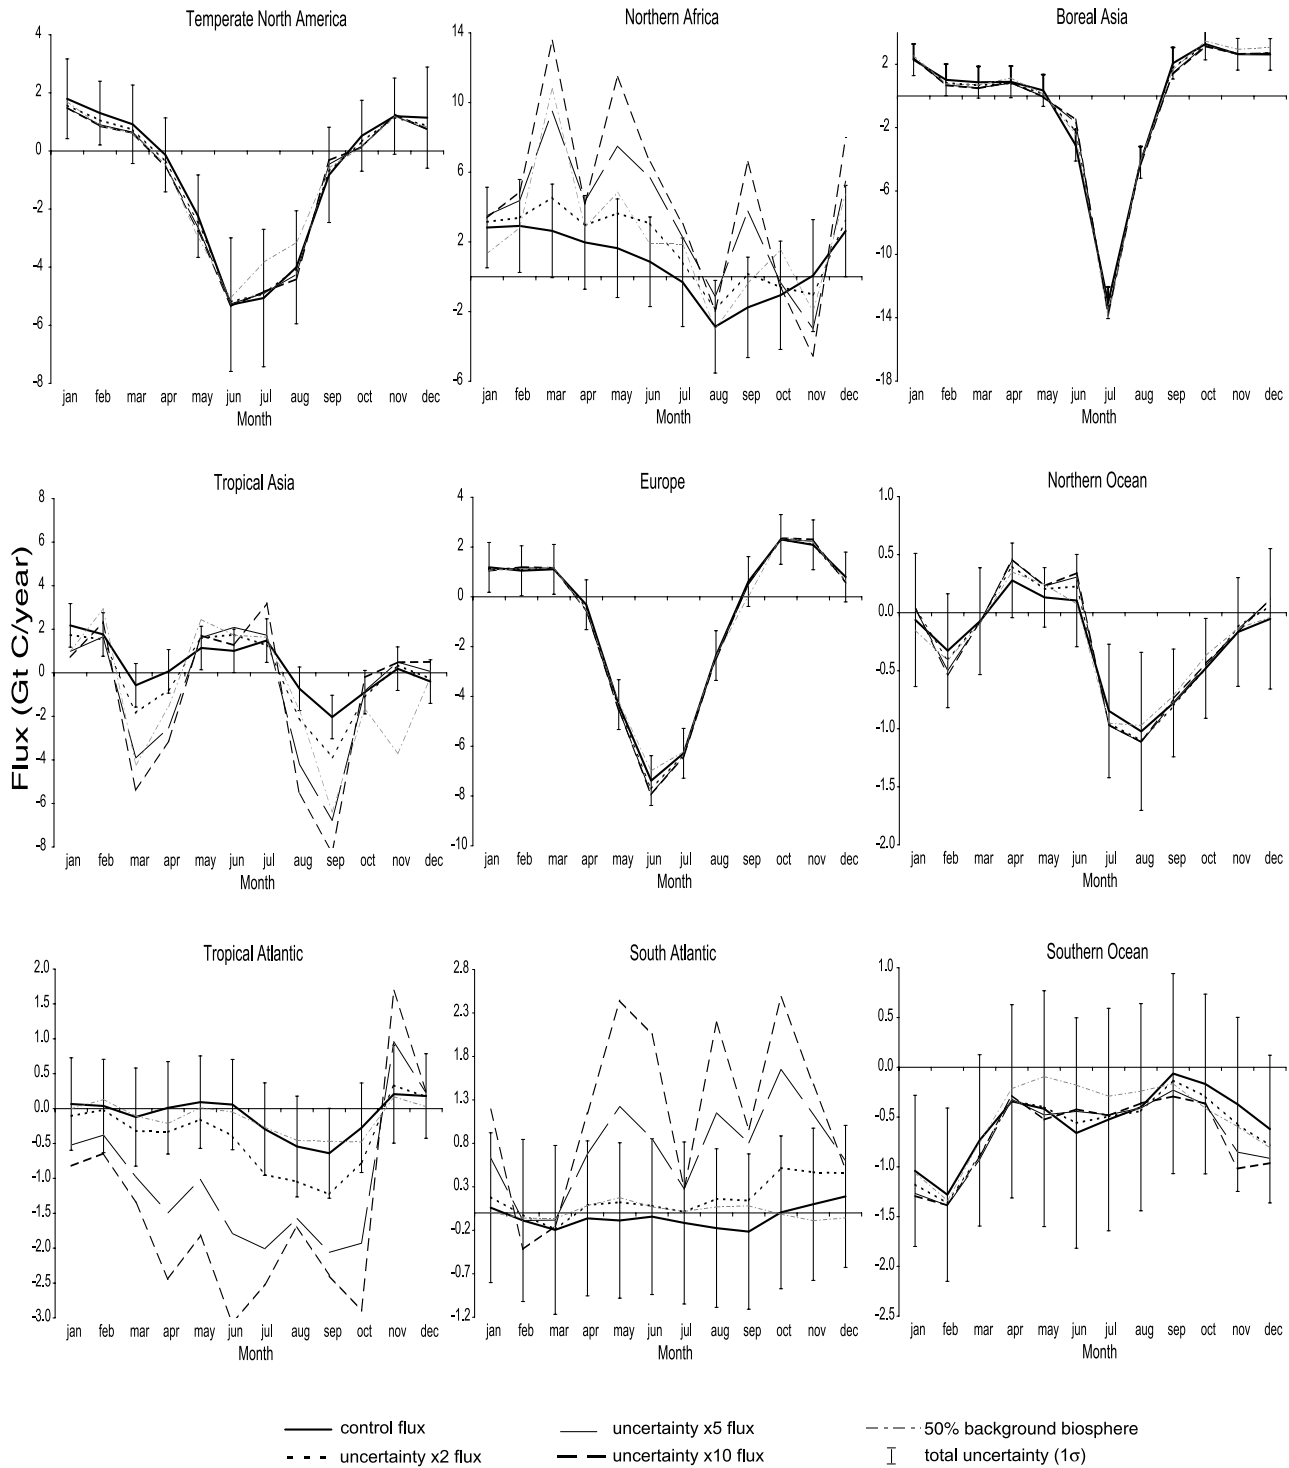 Temperate North America Northern Africa Boreal Asia
4 2 0 -2 -4 -6 -8
14 10 6 2 -2 -6
2 -2 -6 -10 -14 -18
jan feb mar apr may jun jul aug sep oct nov dec
Month
jan feb mar apr may jun jul aug sep oct nov dec
Month
jan feb mar apr may jun jul aug sep oct nov dec
Month
Flux (Gt C/year)
Tropical Asia Europe Northern Ocean
8 6 4 2 0 -2 -4 -6 -8
4 2 0 -2 -4 -6 -8 -10
1.0 0.5 0.0 -0.5 -1.0 -1.5 -2.0
jan feb mar apr may jun jul aug sep oct nov dec
Month
jan feb mar apr may jun jul aug sep oct nov dec
Month
jan feb mar apr may jun jul aug sep oct nov dec
Month
Tropical Atlantic South Atlantic Southern Ocean
2.0 1.5 1.0 0.5 0.0 -0.5 -1.0 -1.5 -2.0 -2.5 -3.0
2.8 2.3 1.8 1.3 0.8 0.3 -0.2 -0.7 -1.2
1.0 0.5 0.0 -0.5 -1.0 -1.5 -2.0 -2.5
jan feb mar apr may jun jul aug sep oct nov dec
Month
jan feb mar apr may jun jul aug sep oct nov dec
Month
jan feb mar apr may jun jul aug sep oct nov dec
Month
control flux uncertainty x5 flux 50% background biosphere
uncertainty x2 flux uncertainty x10 flux total uncertainty (1σ)